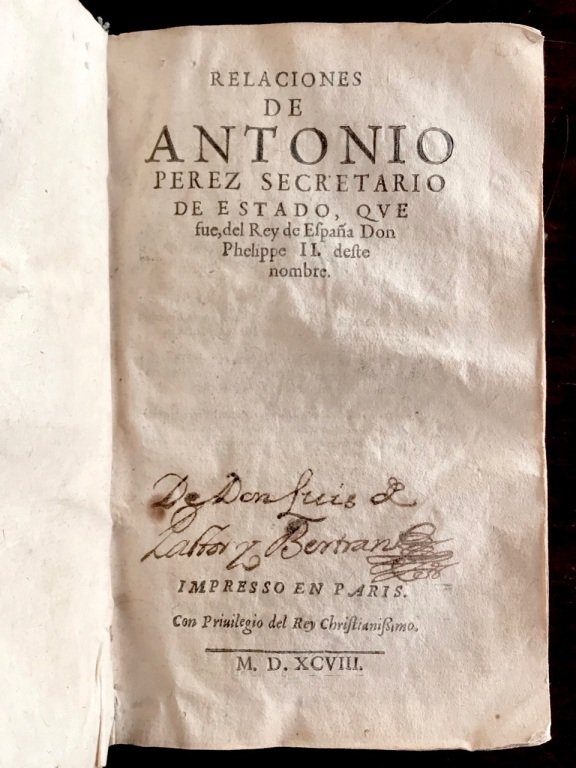 RELACIONES
DE
ANTONIO
PEREZ SECRETARIO
DE ESTADO, QVE
fue, del Rey de Eſpaña Don
Phelippe II. deſte
nombre.
De Don Luis de
y Bertran
IMPRESSO EN PARIS.
Con Priuilegio del Rey Chriſtianiſsimo.
M. D. XCVIII.